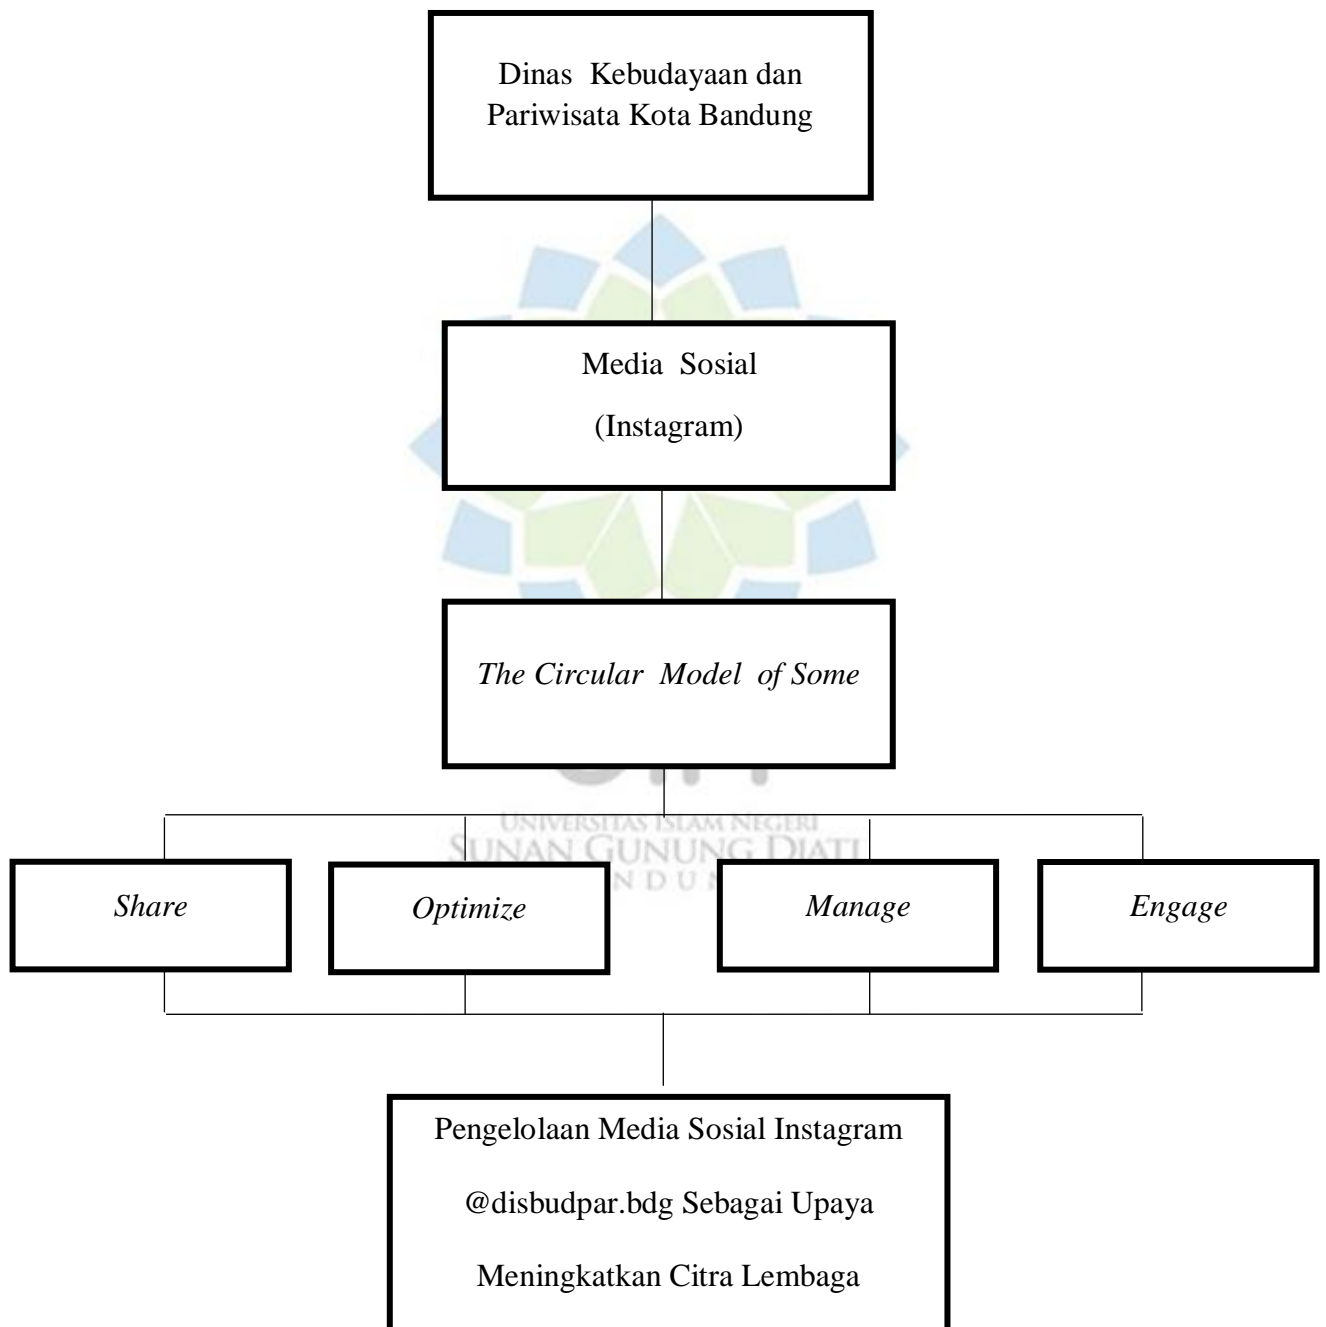 Dinas Kebudayaan dan
Pariwisata Kota Bandung
Media Sosial
(Instagram)
The Circular Model of Some
UNIVERSITAS ISLAM NEGERI
SUNAN GUNUNG DJATI
Share
Optimize
Manage
Engage
Pengelolaan Media Sosial Instagram
@disbudpar.bdg Sebagai Upaya
Meningkatkan Citra Lembaga